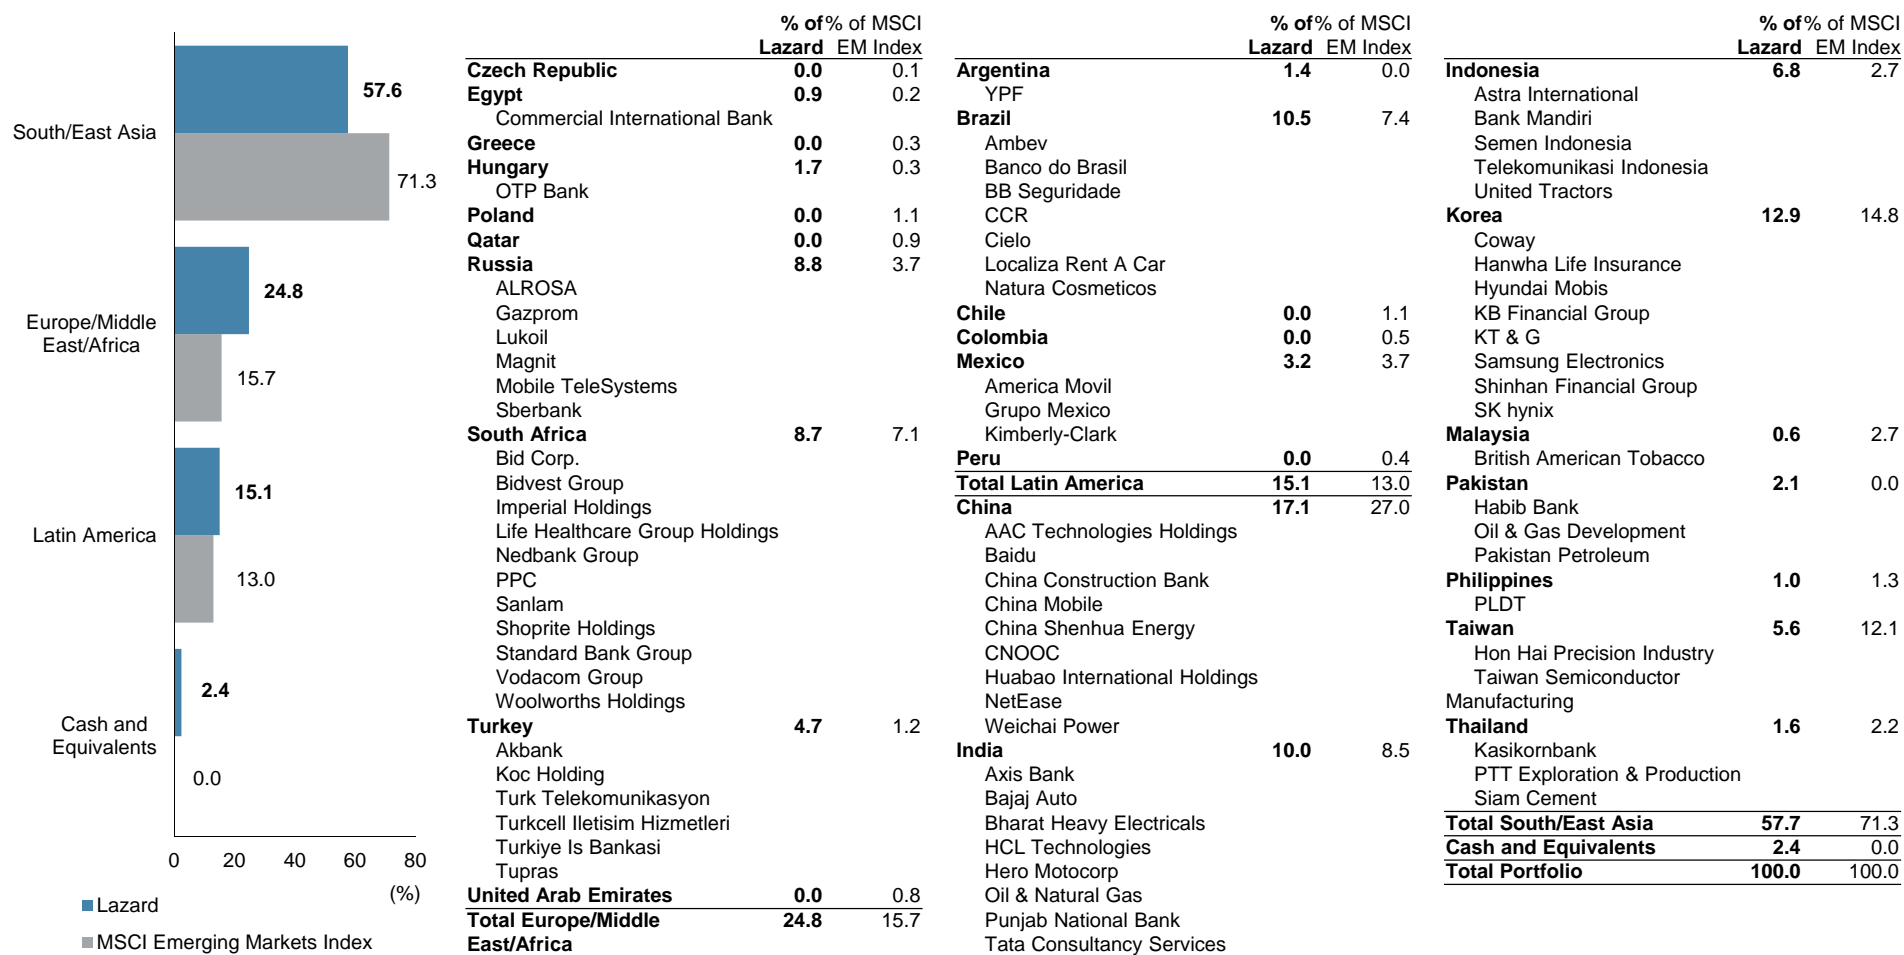 South/East Asia
57.6
71.3
Europe/Middle
East/Africa
24.8
15.7
Latin America
15.1
13.0
Cash and
Equivalents
2.4
0.0
0 20 40 60 80
(%)
Lazard
MSCI Emerging Markets Index
% of % of MSCI
Lazard EM Index
Czech Republic 0.0 0.1
Egypt 0.9 0.2
Commercial International Bank
Greece 0.0 0.3
Hungary 1.7 0.3
OTP Bank
Poland 0.0 1.1
Qatar 0.0 0.9
Russia 8.8 3.7
ALROSA
Gazprom
Lukoil
Magnit
Mobile TeleSystems
Sberbank
South Africa 8.7 7.1
Bid Corp.
Bidvest Group
Imperial Holdings
Life Healthcare Group Holdings
Nedbank Group
PPC
Sanlam
Shoprite Holdings
Standard Bank Group
Vodacom Group
Woolworths Holdings
Turkey 4.7 1.2
Akbank
Koc Holding
Turk Telekomunikasyon
Turkcell Iletisim Hizmetleri
Turkiye Is Bankasi
Tupras
United Arab Emirates 0.0 0.8
Total Europe/Middle 24.8 15.7
East/Africa
% of % of MSCI
Lazard EM Index
Argentina 1.4 0.0
YPF
Brazil 10.5 7.4
Ambev
Banco do Brasil
BB Seguridade
CCR
Cielo
Localiza Rent A Car
Natura Cosmeticos
Chile 0.0 1.1
Colombia 0.0 0.5
Mexico 3.2 3.7
America Movil
Grupo Mexico
Kimberly-Clark
Peru 0.0 0.4
Total Latin America 15.1 13.0
China 17.1 27.0
AAC Technologies Holdings
Baidu
China Construction Bank
China Mobile
China Shenhua Energy
CNOOC
Huabao International Holdings
NetEase
Weichai Power
India 10.0 8.5
Axis Bank
Bajaj Auto
Bharat Heavy Electricals
HCL Technologies
Hero Motocorp
Oil & Natural Gas
Punjab National Bank
Tata Consultancy Services
% of % of MSCI
Lazard EM Index
Indonesia 6.8 2.7
Astra International
Bank Mandiri
Semen Indonesia
Telekomunikasi Indonesia
United Tractors
Korea 12.9 14.8
Coway
Hanwha Life Insurance
Hyundai Mobis
KB Financial Group
KT & G
Samsung Electronics
Shinhan Financial Group
SK hynix
Malaysia 0.6 2.7
British American Tobacco
Pakistan 2.1 0.0
Habib Bank
Oil & Gas Development
Pakistan Petroleum
Philippines 1.0 1.3
PLDT
Taiwan 5.6 12.1
Hon Hai Precision Industry
Taiwan Semiconductor
Manufacturing
Thailand 1.6 2.2
Kasikornbank
PTT Exploration & Production
Siam Cement
Total South/East Asia 57.7 71.3
Cash and Equivalents 2.4 0.0
Total Portfolio 100.0 100.0